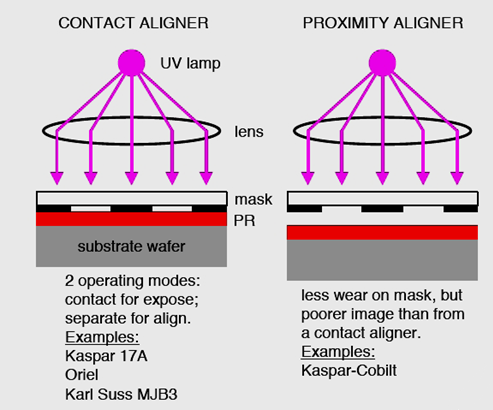 CONTACT ALIGNER
PROXIMITY ALIGNER
UV lamp
lens
mask
PR
substrate wafer
2 operating modes:
contact for expose;
separate for align.
Examples:
Kaspar 17A
Oriel
Karl Suss MJB3
less wear on mask, but
poorer image than from
a contact aligner.
Examples:
Kaspar-Cobilt